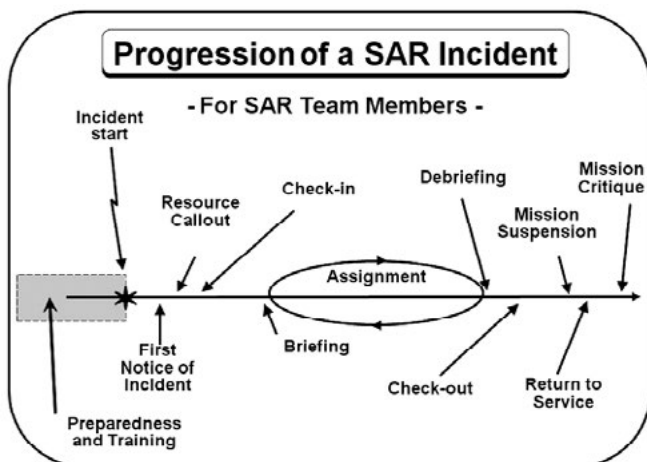 Progression of a SAR Incident
- For SAR Team Members -
Incident
start
Resource
Callout
Check-in
Debriefing
Mission
Suspension
Mission
Critique
Assignment
First
Notice of
Incident
Briefing
Check-out
Return to
Service
Preparedness
and Training